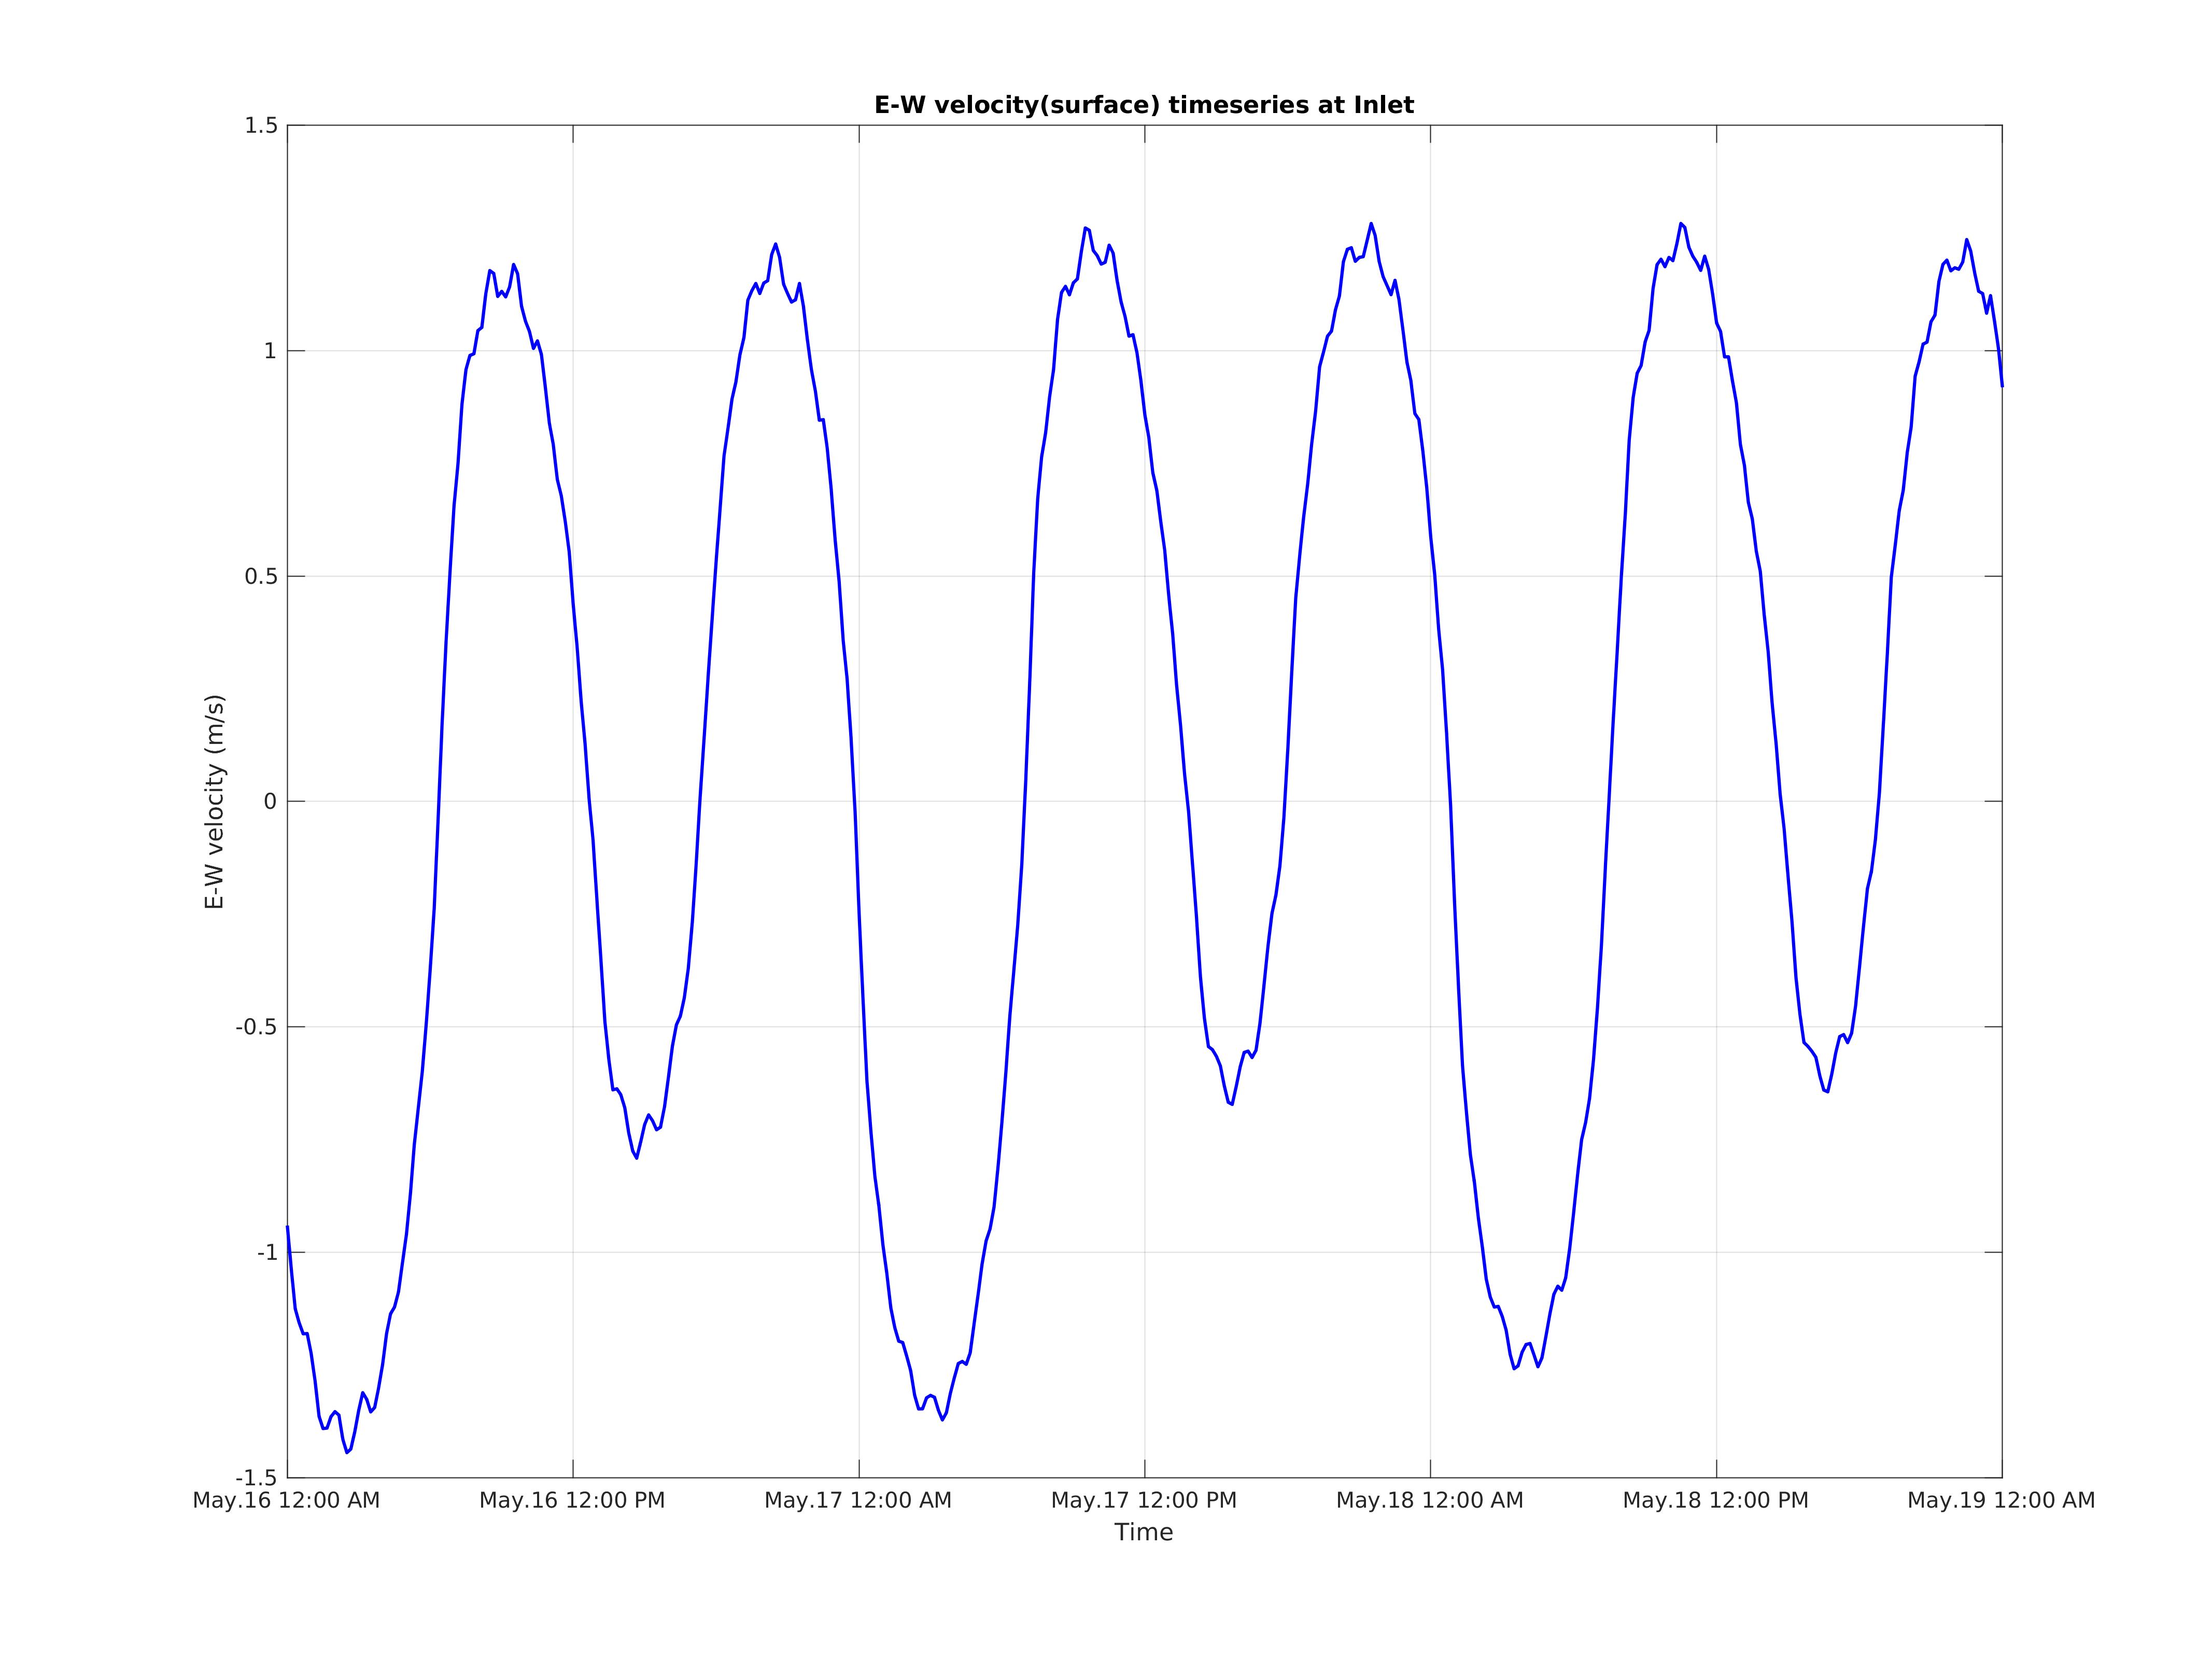 E-W velocity(surface) timeseries at Inlet
1.5
1
0.5
0
-0.5
-1
-1.5
E-W velocity (m/s)
May.16 12:00 AM May.16 12:00 PM May.17 12:00 AM May.17 12:00 PM May.18 12:00 AM May.18 12:00 PM May.19 12:00 AM
Time